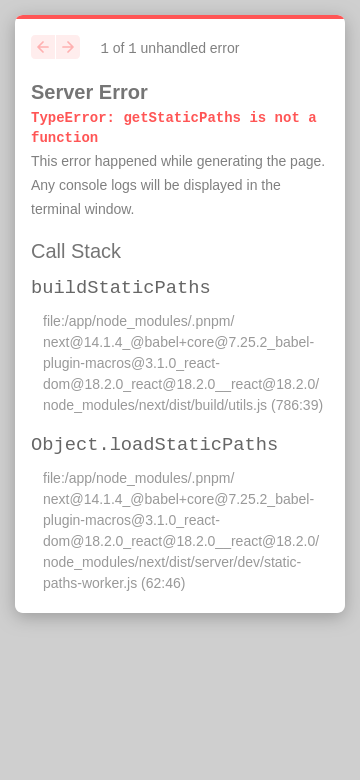 1 of 1 unhandled error
Server Error
TypeError: getStaticPaths is not a
function
This error happened while generating the page.
Any console logs will be displayed in the
terminal window.
Call Stack
buildStaticPaths
file:/app/node_modules/.pnpm/
next@14.1.4_@babel+core@7.25.2_babel-
plugin-macros@3.1.0_react-
dom@18.2.0_react@18.2.0__react@18.2.0/
node_modules/next/dist/build/utils.js (786:39)
Object.loadStaticPaths
file:/app/node_modules/.pnpm/
next@14.1.4_@babel+core@7.25.2_babel-
plugin-macros@3.1.0_react-
dom@18.2.0_react@18.2.0__react@18.2.0/
node_modules/next/dist/server/dev/static-
paths-worker.js (62:46)